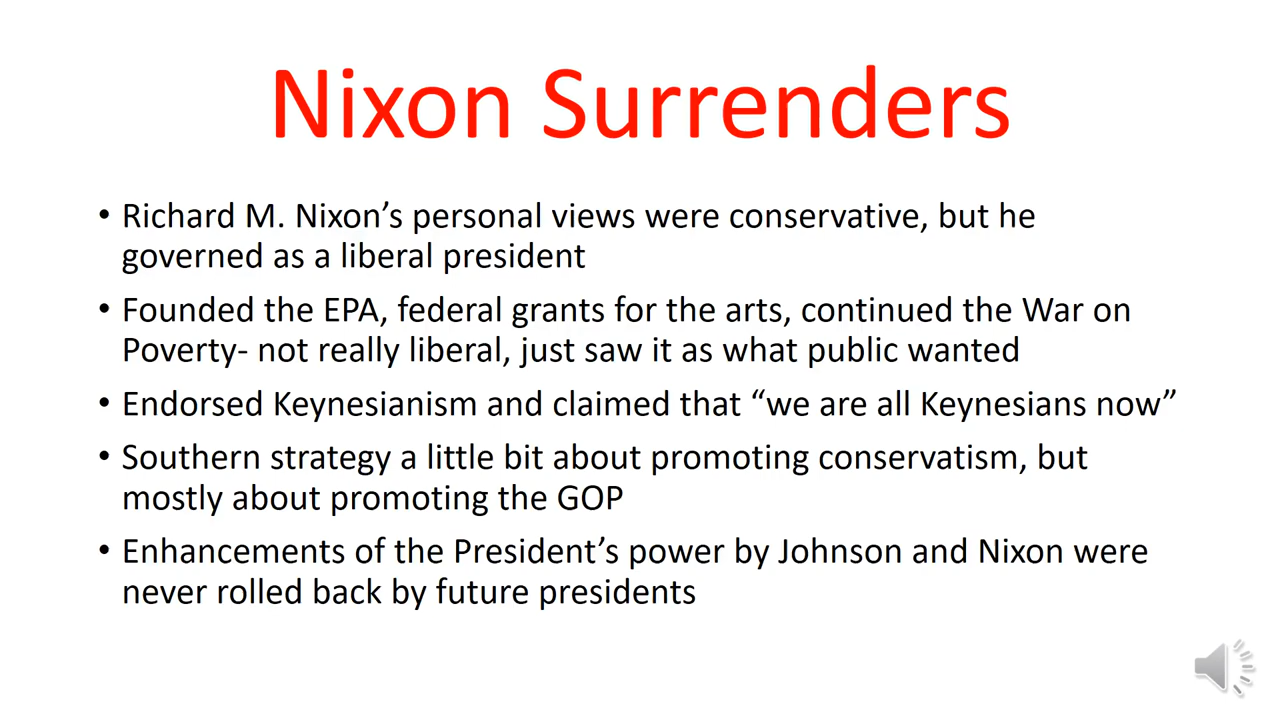 Nixon Surrenders
• Richard M. Nixon’s personal views were conservative, but he
governed as a liberal president
• Founded the EPA, federal grants for the arts, continued the War on
Poverty- not really liberal, just saw it as what public wanted
• Endorsed Keynesianism and claimed that “we are all Keynesians now”
• Southern strategy a little bit about promoting conservatism, but
mostly about promoting the GOP
• Enhancements of the President’s power by Johnson and Nixon were
never rolled back by future presidents